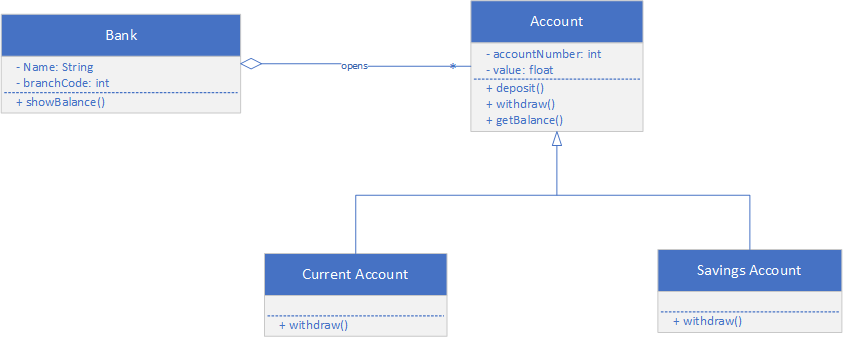 Bank
- Name: String
- branchCode: int
+ showBalance()
opens
*
Account
- accountNumber: int
- value: float
+ deposit()
+ withdraw()
+ getBalance()
Current Account
+ withdraw()
Savings Account
+ withdraw()